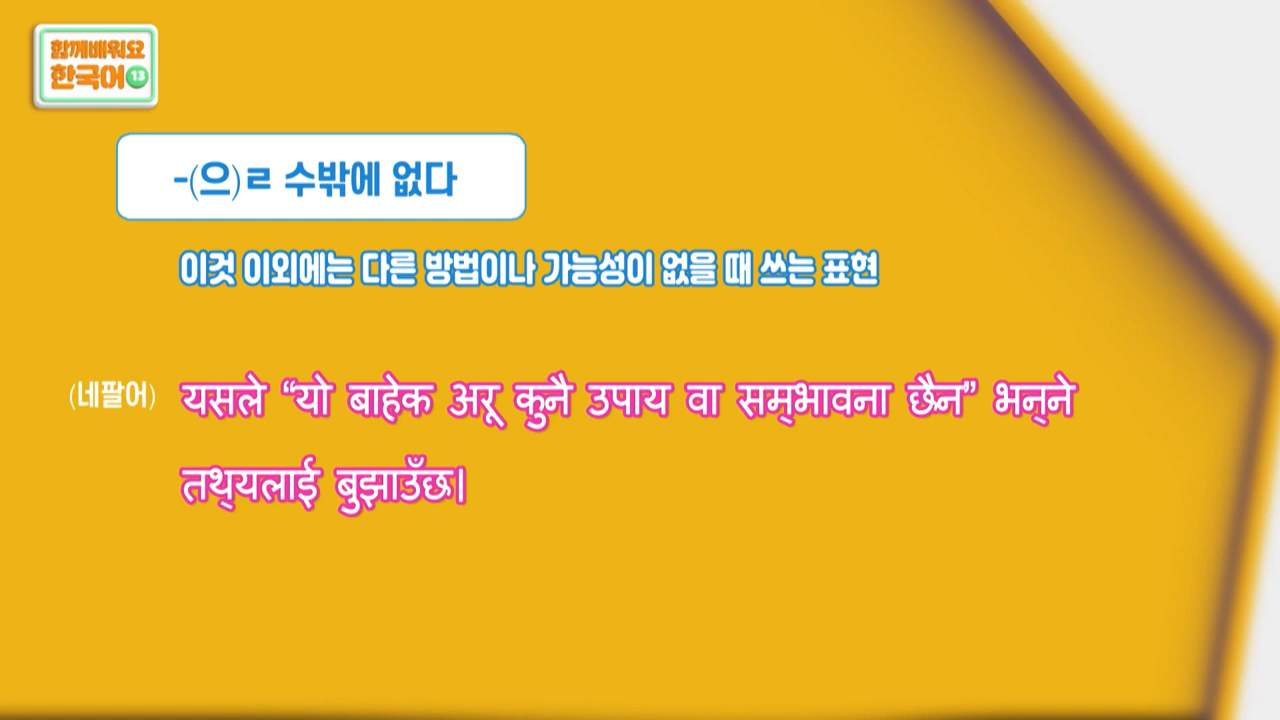 함께배워요
한국어 13
-(으)ㄹ 수밖에 없다
이것 이외에는 다른 방법이나 가능성이 없을 때 쓰는 표현
(네팔어) यसले “यो बाहेक अरू कुनै उपाय वा सम्‌भावना छैन” भन्‌ने
तथ्‌यलाई बुझाउँछ।